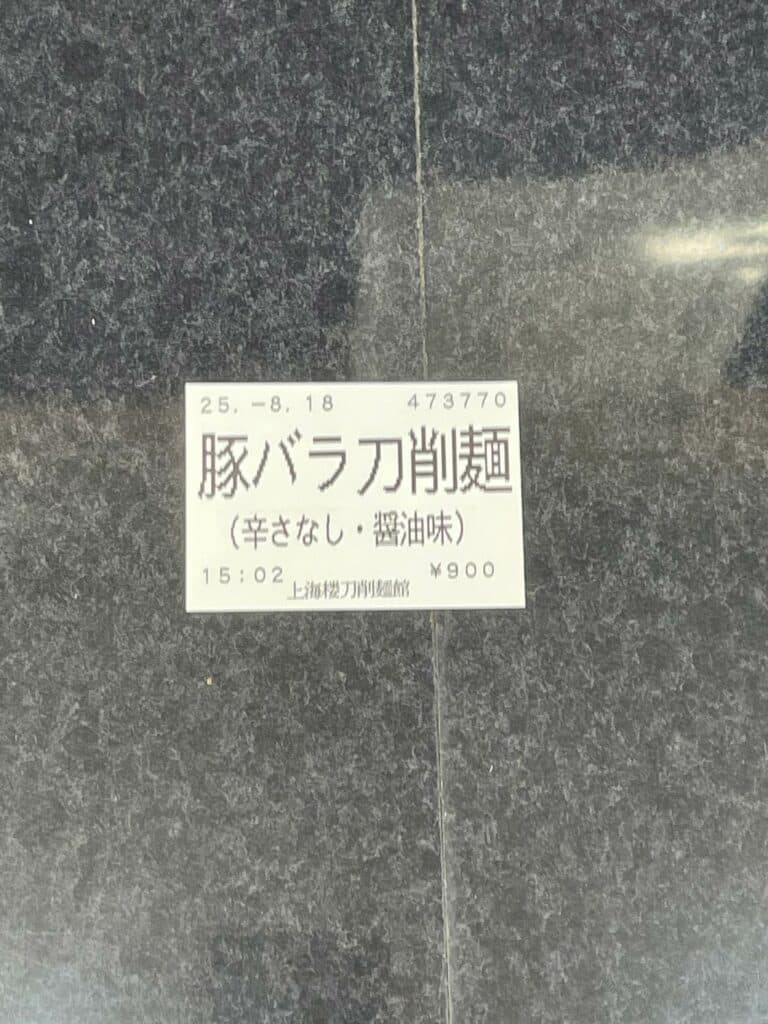 25.-8.18 473770
豚バラ刀削麺
(辛さなし・醤油味)
15:02 ¥900
上海楼刀削麺館